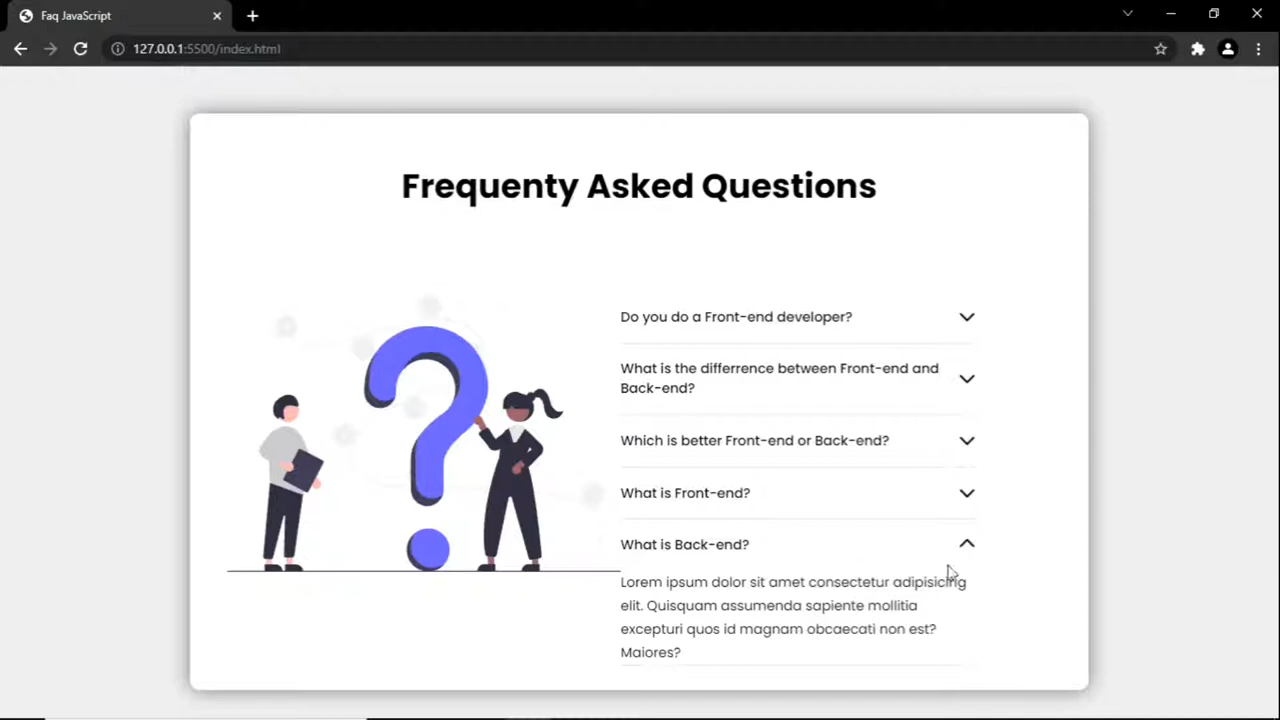 Faq JavaScript
127.0.0.1:5500/index.html
Frequenty Asked Questions
Do you do a Front-end developer?
What is the differrence between Front-end and
Back-end?
Which is better Front-end or Back-end?
What is Front-end?
What is Back-end?
Lorem ipsum dolor sit amet consectetur adipisicing
elit. Quisquam assumenda sapiente mollitia
excepturi quos id magnam obcaecati non est?
Maiores?